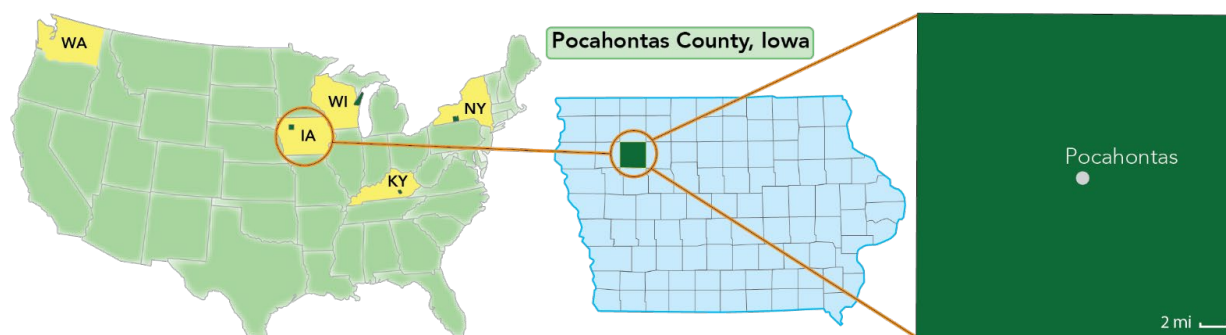 WA
WI
NY
IA
KY
Pocahontas County, Iowa
Pocahontas
2 mi